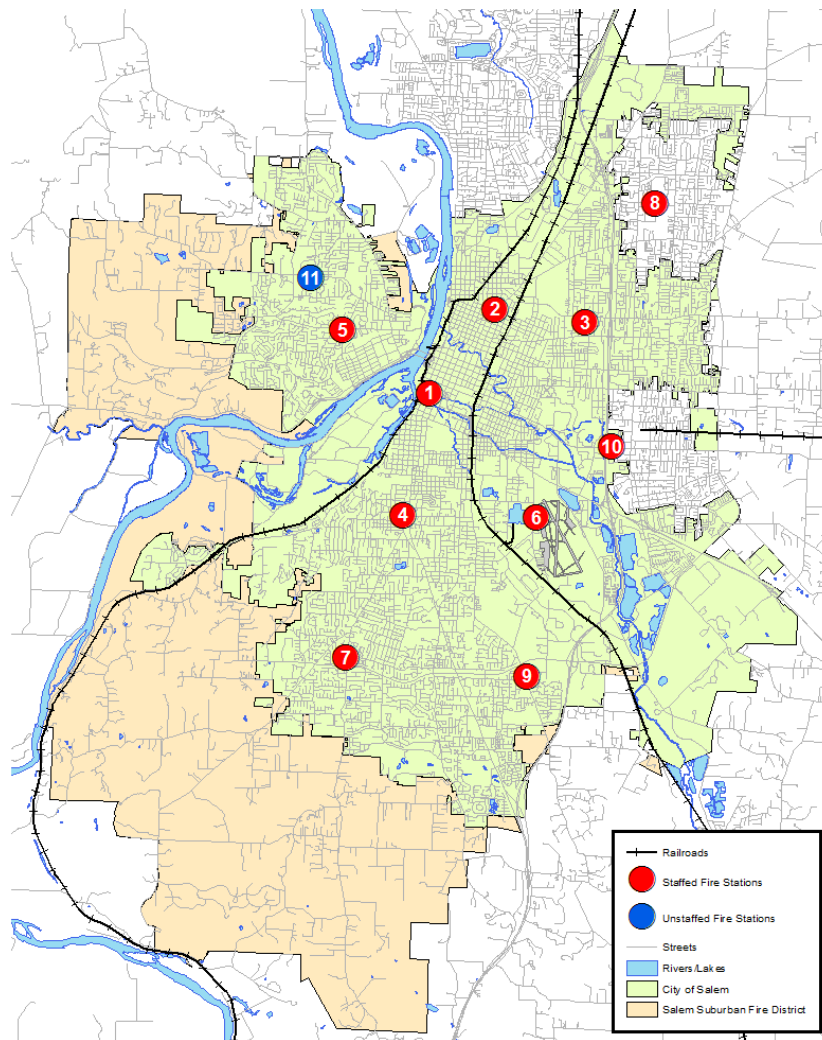 8
11
2
3
5
1
10
4
6
7
9
Railroads
Staffed Fire Stations
Unstaffed Fire Stations
Streets
Rivers/Lakes
City of Salem
Salem Suburban Fire District